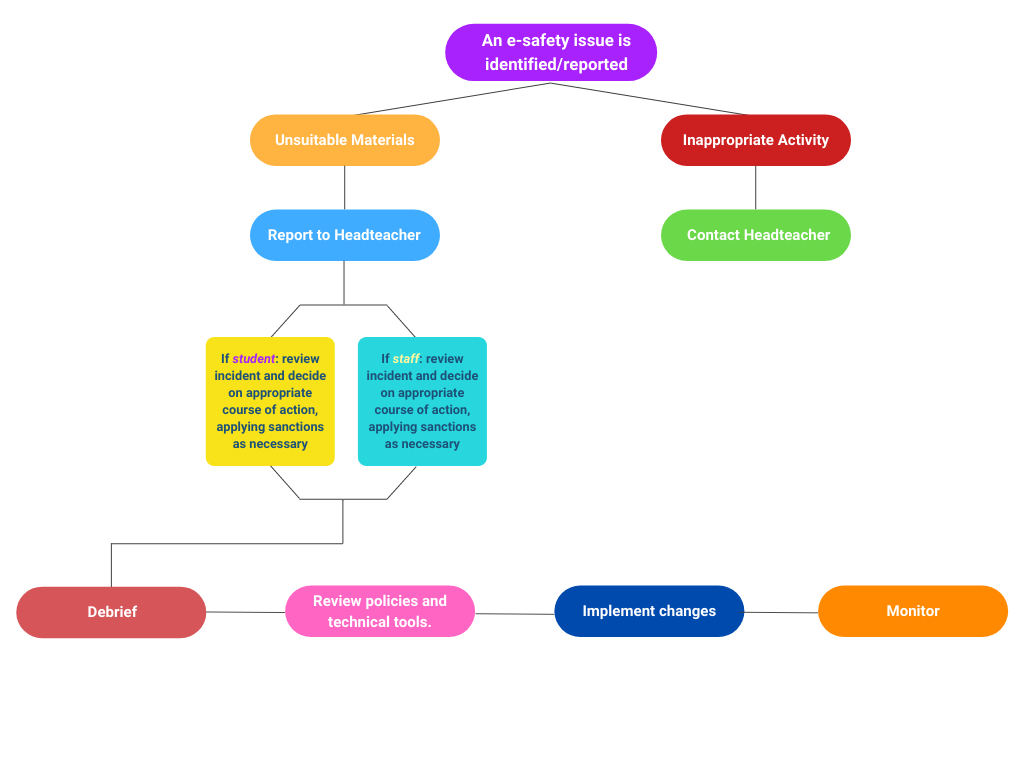 An e-safety issue is
identified/reported
Unsuitable Materials
Inappropriate Activity
Report to Headteacher
Contact Headteacher
If student: review
incident and decide
on appropriate
course of action,
applying sanctions
as necessary
If staff: review
incident and decide
on appropriate
course of action,
applying sanctions
as necessary
Debrief
Review policies and
technical tools.
Implement changes
Monitor